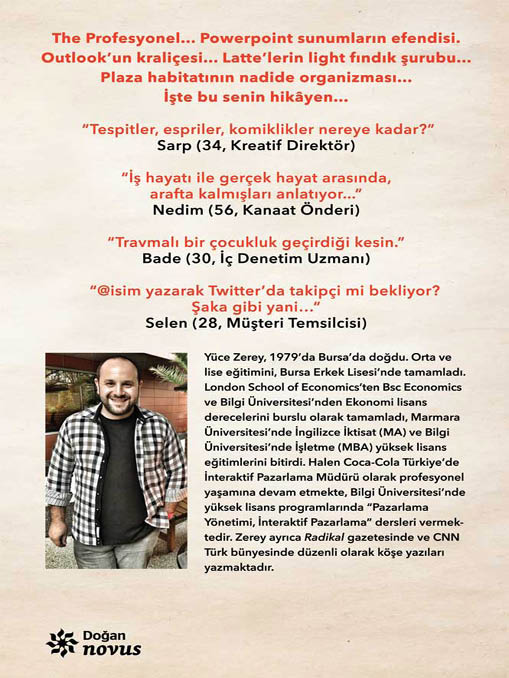 The Profesyonel... Powerpoint sunumların efendisi.
Outlook’un kraliçesi... Latte’lerin light fındık şurubu...
Plaza habitatının nadide organizması...
İşte bu senin hikâyen...
“Tespitler, espriler, komiklikler nereye kadar?”
Sarp (34, Kreatif Direktör)
“İş hayatı ile gerçek hayat arasında,
arafta kalmışları anlatıyor...”
Nedim (56, Kanaat Önderi)
“Travmalı bir çocukluk geçirdiği kesin.”
Bade (30, İç Denetim Uzmanı)
“@isim yazarak Twitter’da takipçi mi bekliyor?
Şaka gibi yani...“
Selen (28, Müşteri Temsilcisi)
Yüce Zerey, 1979’da Bursa’da doğdu. Orta ve
lise eğitimini, Bursa Erkek Lisesi’nde tamamladı.
London School of Economics’ten Bsc Economics
ve Bilgi Üniversitesi’nden Ekonomi lisans
derecelerini burslu olarak tamamladı, Marmara
Üniversitesi’nde İngilizce İktisat (MA) ve Bilgi
Üniversitesi’nde İşletme (MBA) yüksek lisans
eğitimlerini bitirdi. Halen Coca-Cola Türkiye’de
İnteraktif Pazarlama Müdürü olarak profesyonel
yaşamına devam etmekte, Bilgi Üniversitesi’nde
yüksek lisans programlarında “Pazarlama
Yönetimi, İnteraktif Pazarlama” dersleri vermek-
tedir. Zerey ayrıca Radikal gazetesinde ve CNN
Türk bünyesinde düzenli olarak köşe yazıları
yazmaktadır.
Doğan
novus